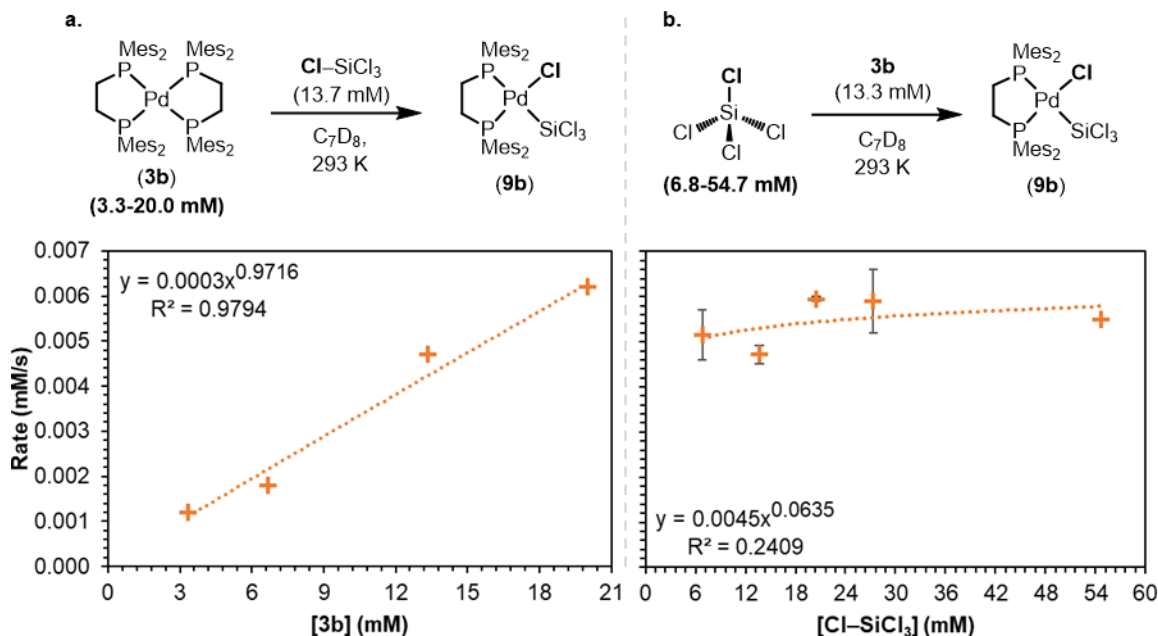 a.
Mes₂ Mes₂
P P
Pd
P P
Mes₂ Mes₂
(3b)
(3.3-20.0 mM)
Cl–SiCl₃
(13.7 mM)
C₇D₈,
293 K
Mes₂
P Cl
Pd
P SiCl₃
Mes₂
(9b)
b.
Cl
Si
Cl Cl
Cl
(6.8-54.7 mM)
3b
(13.3 mM)
C₇D₈
293 K
Mes₂
P Cl
Pd
P SiCl₃
Mes₂
(9b)
Rate (mM/s)
0.007
0.006
0.005
0.004
0.003
0.002
0.001
0.000
y = 0.0003x^0.9716
R² = 0.9794
0 3 6 9 12 15 18 21
[3b] (mM)
y = 0.0045x^0.0635
R² = 0.2409
0 6 12 18 24 30 36 42 48 54 60
[Cl–SiCl₃] (mM)